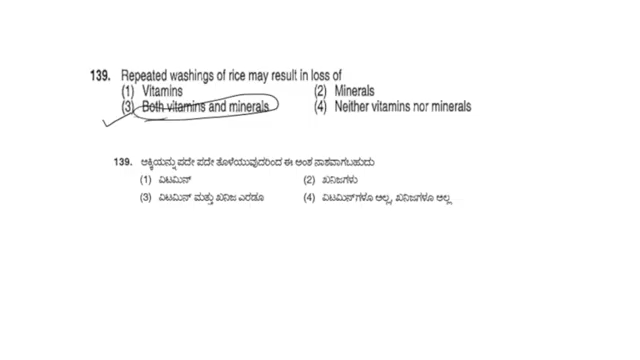 139. Repeated washings of rice may result in loss of
(1) Vitamins (2) Minerals
(3) Both vitamins and minerals (4) Neither vitamins nor minerals
139. ಅಕ್ಕಿಯನ್ನು ಪದೇ ಪದೇ ತೊಳೆಯುವುದರಿಂದ ಈ ಅಂಶ ನಾಶವಾಗಬಹುದು
(1) ವಿಟಮಿನ್ (2) ಖನಿಜಗಳು
(3) ವಿಟಮಿನ್ ಮತ್ತು ಖನಿಜ ಎರಡೂ (4) ವಿಟಮಿನ್‌ಗಳೂ ಅಲ್ಲ, ಖನಿಜಗಳೂ ಅಲ್ಲ